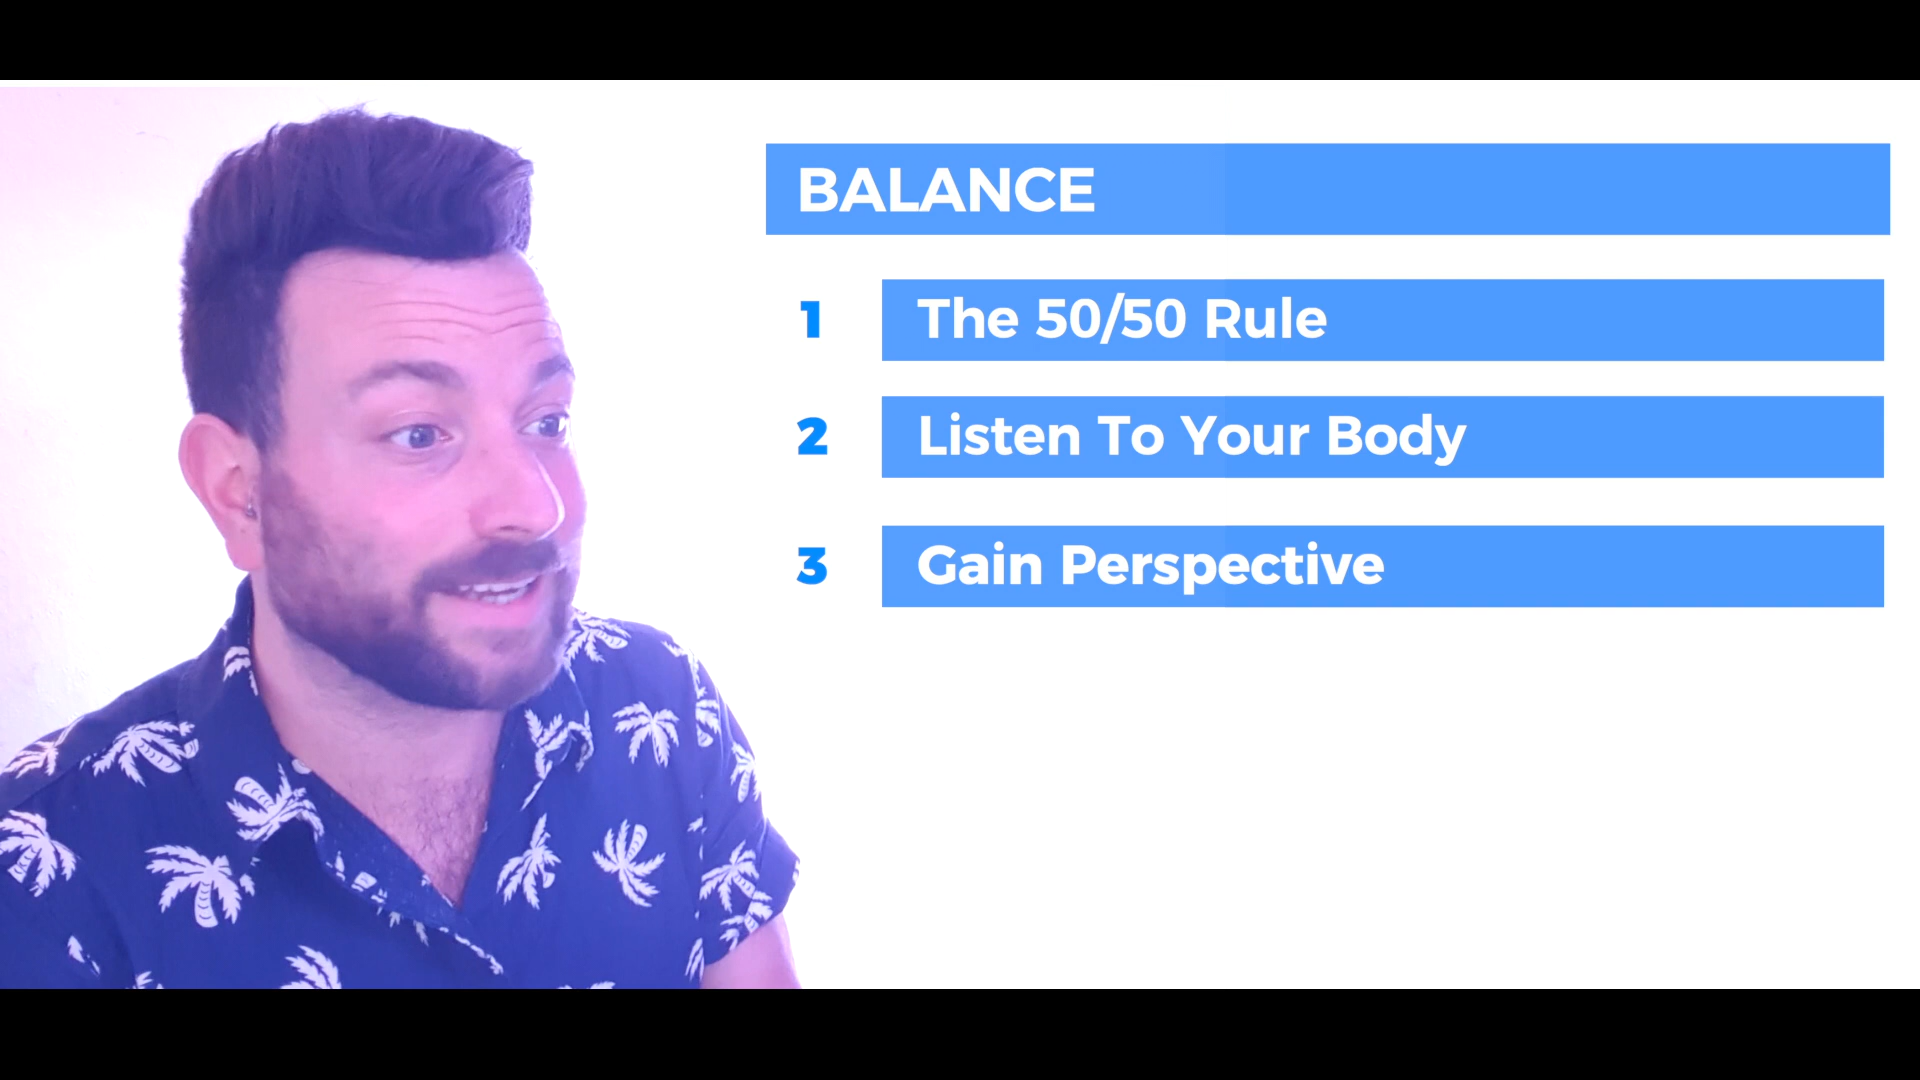 BALANCE
1 The 50/50 Rule
2 Listen To Your Body
3 Gain Perspective